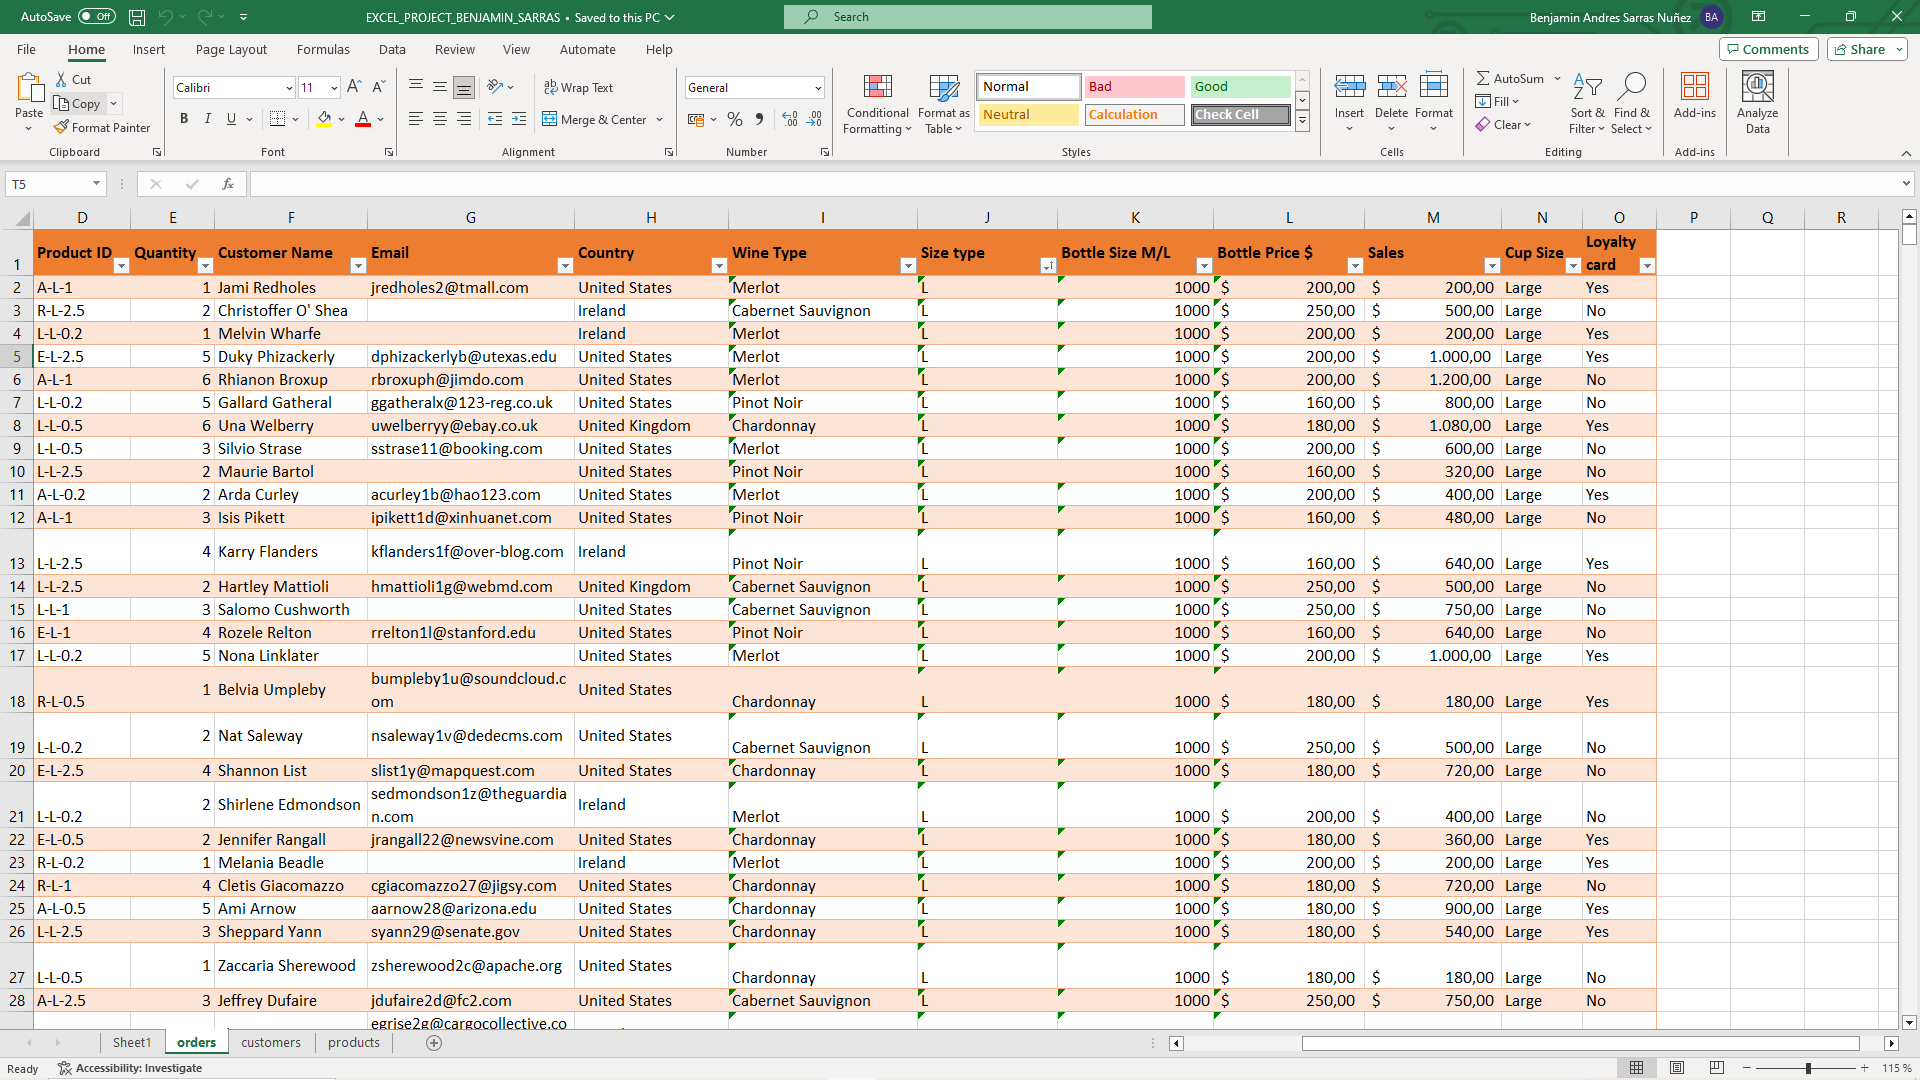 AutoSave Off EXCEL_PROJECT_BENJAMIN_SARRAS • Saved to this PC Search Benjamin Andres Sarras Nuñez BA
File Home Insert Page Layout Formulas Data Review View Automate Help Comments Share
Paste Cut Copy Format Painter Clipboard
Calibri 11 A A B I U A Font
ab Wrap Text Merge & Center Alignment
General % Number
Conditional Formatting Format as Table Normal Bad Good Neutral Calculation Check Cell Styles
Insert Delete Format Cells
AutoSum Fill Clear Sort & Filter Find & Select Editing
Add-ins Add-ins
Analyze Data
T5 fx
D E F G H I J K L M N O P Q R
1 Product ID Quantity Customer Name Email Country Wine Type Size type Bottle Size M/L Bottle Price $ Sales Cup Size Loyalty card
2 A-L-1 1 Jami Redholes jredholes2@tmall.com United States Merlot L 1000 $ 200,00 $ 200,00 Large Yes
3 R-L-2.5 2 Christoffer O' Shea Ireland Cabernet Sauvignon L 1000 $ 250,00 $ 500,00 Large No
4 L-L-0.2 1 Melvin Wharfe Ireland Merlot L 1000 $ 200,00 $ 200,00 Large Yes
5 E-L-2.5 5 Duky Phizackerly dphizackerlyb@utexas.edu United States Merlot L 1000 $ 200,00 $ 1.000,00 Large Yes
6 A-L-1 6 Rhianon Broxup rbroxuph@jimdo.com United States Merlot L 1000 $ 200,00 $ 1.200,00 Large No
7 L-L-0.2 5 Gallard Gatheral ggatheralx@123-reg.co.uk United States Pinot Noir L 1000 $ 160,00 $ 800,00 Large No
8 L-L-0.5 6 Una Welberry uwelberryy@ebay.co.uk United Kingdom Chardonnay L 1000 $ 180,00 $ 1.080,00 Large Yes
9 L-L-0.5 3 Silvio Strase sstrase11@booking.com United States Merlot L 1000 $ 200,00 $ 600,00 Large No
10 L-L-2.5 2 Maurie Bartol United States Pinot Noir L 1000 $ 160,00 $ 320,00 Large No
11 A-L-0.2 2 Arda Curley acurley1b@hao123.com United States Merlot L 1000 $ 200,00 $ 400,00 Large Yes
12 A-L-1 3 Isis Pikett ipikett1d@xinhuanet.com United States Pinot Noir L 1000 $ 160,00 $ 480,00 Large No
13 L-L-2.5 4 Karry Flanders kflanders1f@over-blog.com Ireland Pinot Noir L 1000 $ 160,00 $ 640,00 Large Yes
14 L-L-2.5 2 Hartley Mattioli hmattioli1g@webmd.com United Kingdom Cabernet Sauvignon L 1000 $ 250,00 $ 500,00 Large No
15 L-L-1 3 Salomo Cushworth United States Cabernet Sauvignon L 1000 $ 250,00 $ 750,00 Large No
16 E-L-1 4 Rozele Relton rrelton1l@stanford.edu United States Pinot Noir L 1000 $ 160,00 $ 640,00 Large No
17 L-L-0.2 5 Nona Linklater United States Merlot L 1000 $ 200,00 $ 1.000,00 Large Yes
18 R-L-0.5 1 Belvia Umpleby bumpleby1u@soundcloud.com United States Chardonnay L 1000 $ 180,00 $ 180,00 Large Yes
19 L-L-0.2 2 Nat Saleway nsaleway1v@dedecms.com United States Cabernet Sauvignon L 1000 $ 250,00 $ 500,00 Large No
20 E-L-2.5 4 Shannon List slist1y@mapquest.com United States Chardonnay L 1000 $ 180,00 $ 720,00 Large No
21 L-L-0.2 2 Shirlene Edmondson sedmondson1z@theguardian.com Ireland Merlot L 1000 $ 200,00 $ 400,00 Large No
22 E-L-0.5 2 Jennifer Rangall jrangall22@newsvine.com United States Chardonnay L 1000 $ 180,00 $ 360,00 Large Yes
23 R-L-0.2 1 Melania Beadle Ireland Merlot L 1000 $ 200,00 $ 200,00 Large Yes
24 R-L-1 4 Cletis Giacomazzo cgiacomazzo27@jigsy.com United States Chardonnay L 1000 $ 180,00 $ 720,00 Large No
25 A-L-0.5 5 Ami Arnow aarnow28@arizona.edu United States Chardonnay L 1000 $ 180,00 $ 900,00 Large Yes
26 L-L-2.5 3 Sheppard Yann syann29@senate.gov United States Chardonnay L 1000 $ 180,00 $ 540,00 Large Yes
27 L-L-0.5 1 Zaccaria Sherewood zsherewood2c@apache.org United States Chardonnay L 1000 $ 180,00 $ 180,00 Large No
28 A-L-2.5 3 Jeffrey Dufaire jdufaire2d@fc2.com United States Cabernet Sauvignon L 1000 $ 250,00 $ 750,00 Large No
egrise2g@cargocollective.co
Sheet1 orders customers products
Ready Accessibility: Investigate 115 %